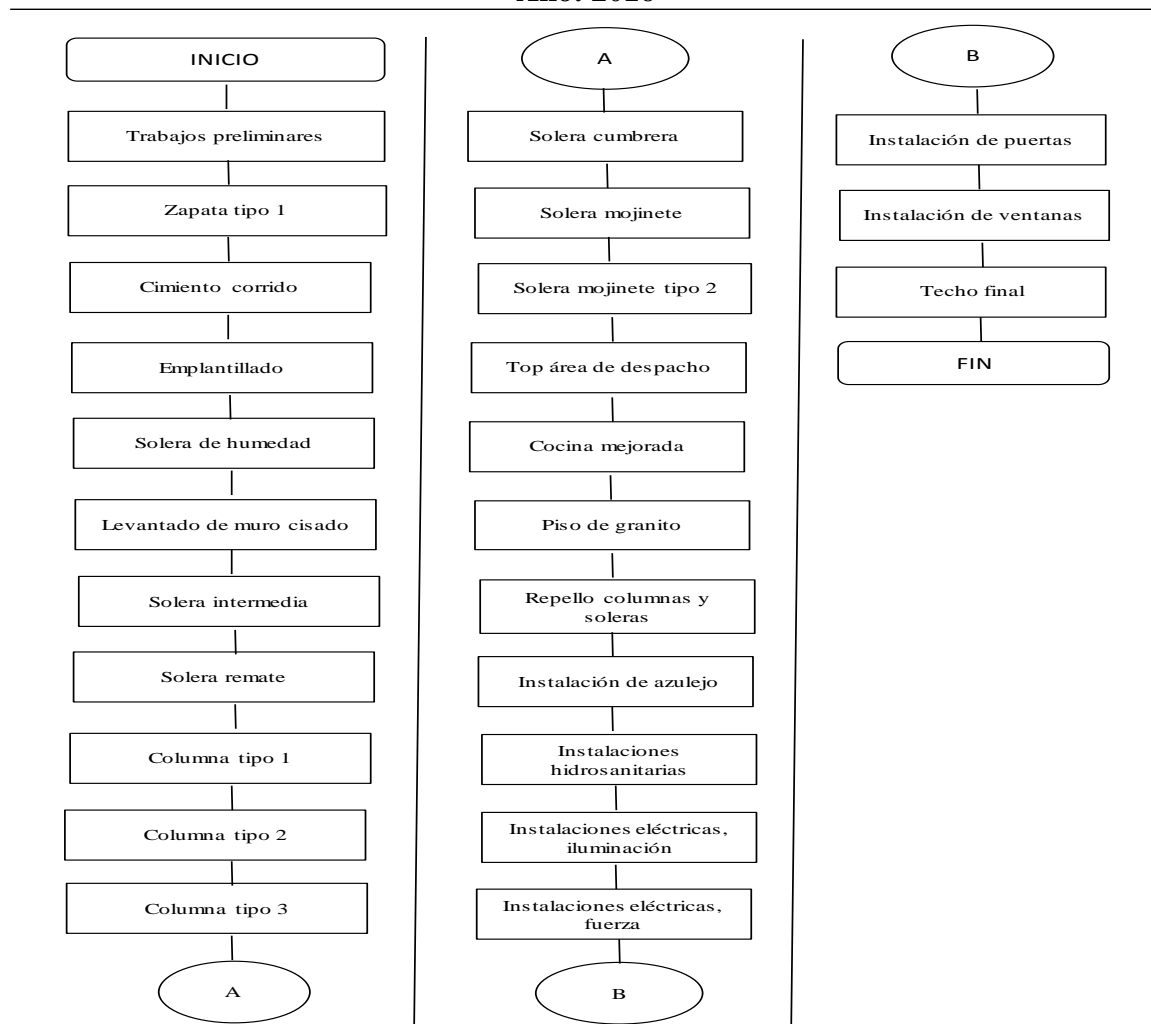 INICIO
Trabajos preliminares
Zapata tipo 1
Cimiento corrido
Emplantillado
Solera de humedad
Levantado de muro cisado
Solera intermedia
Solera remate
Columna tipo 1
Columna tipo 2
Columna tipo 3
A
A
Solera cumbrera
Solera mojinete
Solera mojinete tipo 2
Top área de despacho
Cocina mejorada
Piso de granito
Repello columnas y
soleras
Instalación de azulejo
Instalaciones
hidrosanitarias
Instalaciones eléctricas,
iluminación
Instalaciones eléctricas,
fuerza
B
B
Instalación de puertas
Instalación de ventanas
Techo final
FIN